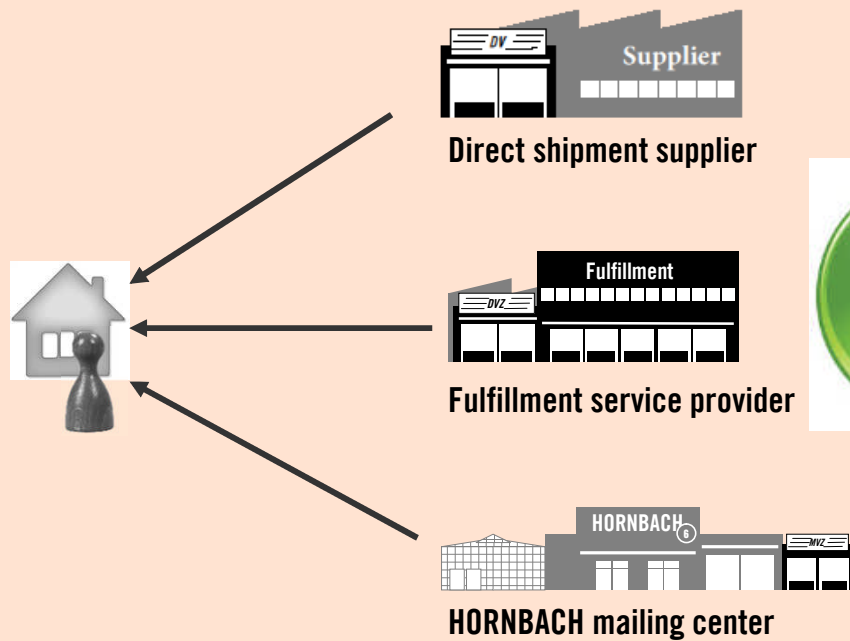 DV
Supplier
Direct shipment supplier
Fulfillment
DVZ
Fulfillment service provider
HORNBACH
6
MVZ
HORNBACH mailing center